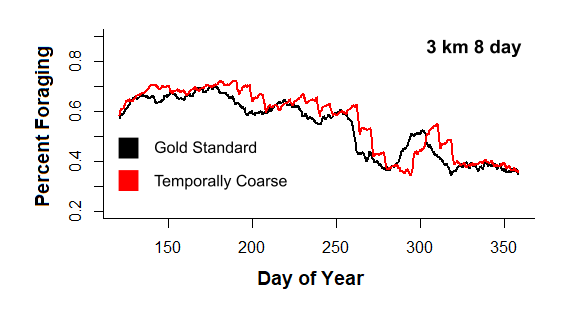 3 km 8 day
Percent Foraging
0.2 0.4 0.6 0.8
Gold Standard
Temporally Coarse
150 200 250 300 350
Day of Year